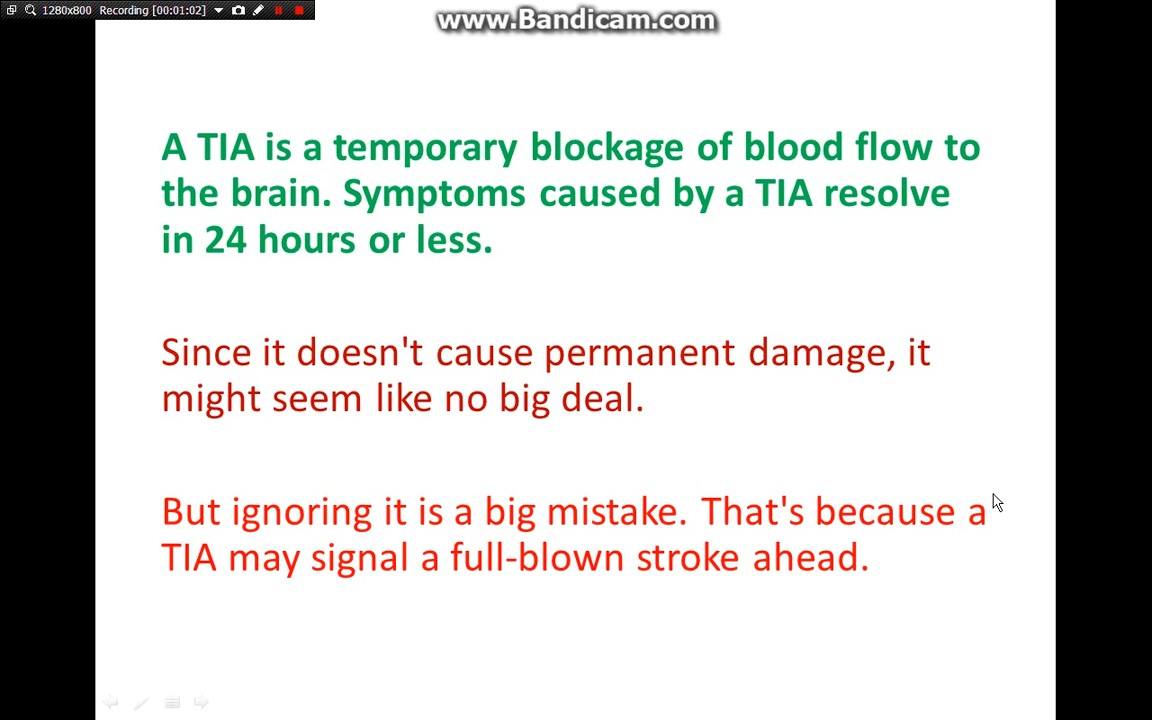 1280x800 Recording [00:01:02]
www.Bandicam.com
A TIA is a temporary blockage of blood flow to
the brain. Symptoms caused by a TIA resolve
in 24 hours or less.
Since it doesn't cause permanent damage, it
might seem like no big deal.
But ignoring it is a big mistake. That's because a
TIA may signal a full-blown stroke ahead.